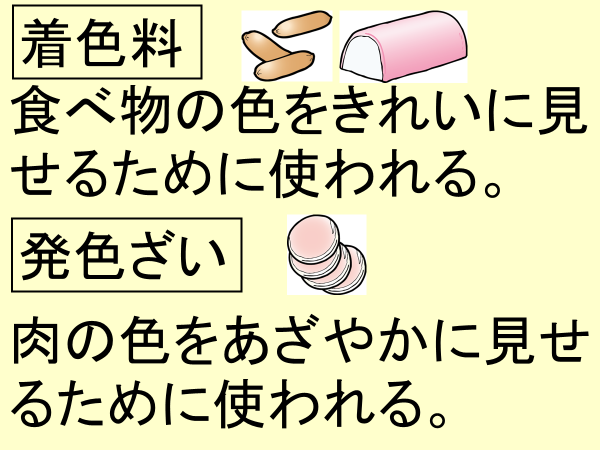 着色料
食べ物の色をきれいに見
せるために使われる。
発色ざい
肉の色をあざやかに見せ
るために使われる。